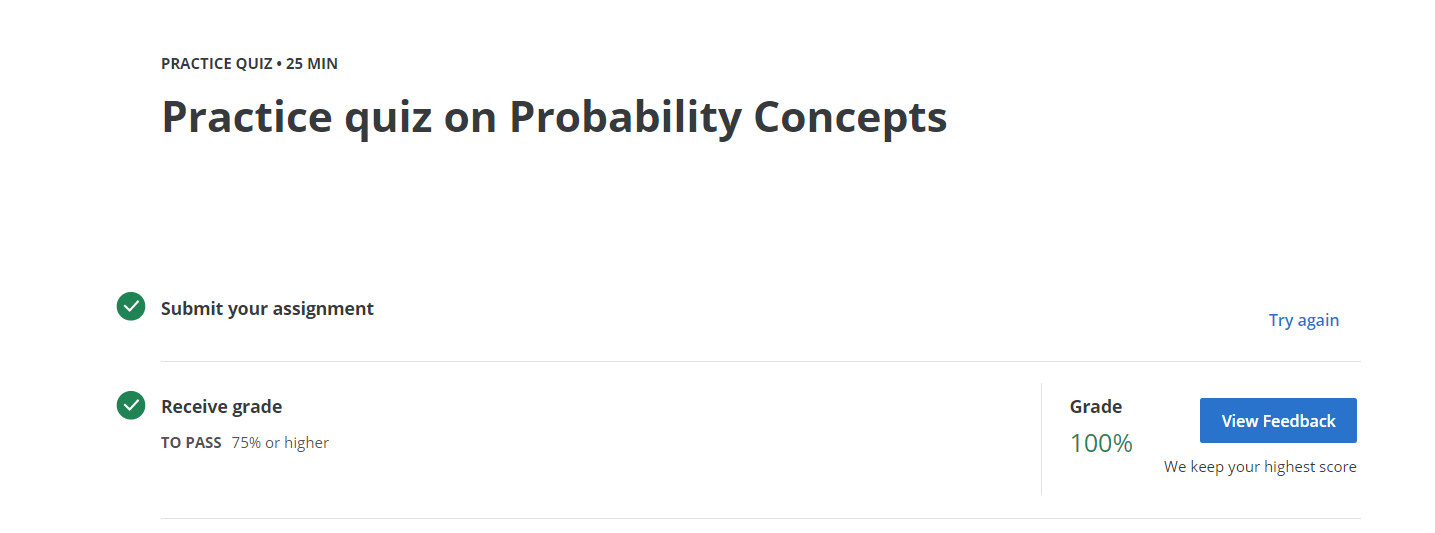 PRACTICE QUIZ • 25 MIN
Practice quiz on Probability Concepts
Submit your assignment
Try again
Receive grade
TO PASS 75% or higher
Grade
100%
View Feedback
We keep your highest score